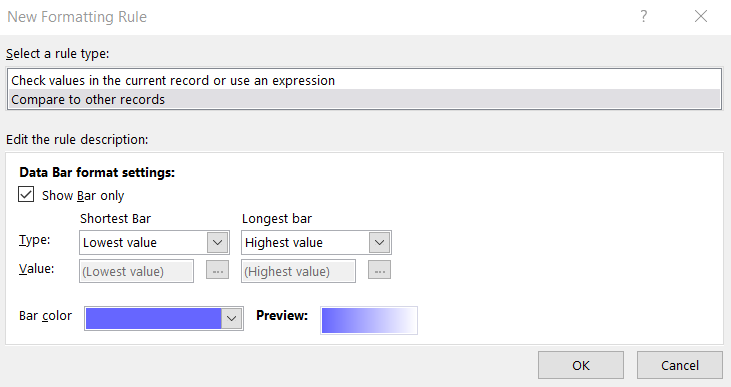 New Formatting Rule ?
Select a rule type:
Check values in the current record or use an expression
Compare to other records
Edit the rule description:
Data Bar format settings:
Show Bar only
Shortest Bar Longest bar
Type: Lowest value Highest value
Value: (Lowest value) ... (Highest value) ...
Bar color Preview:
OK Cancel